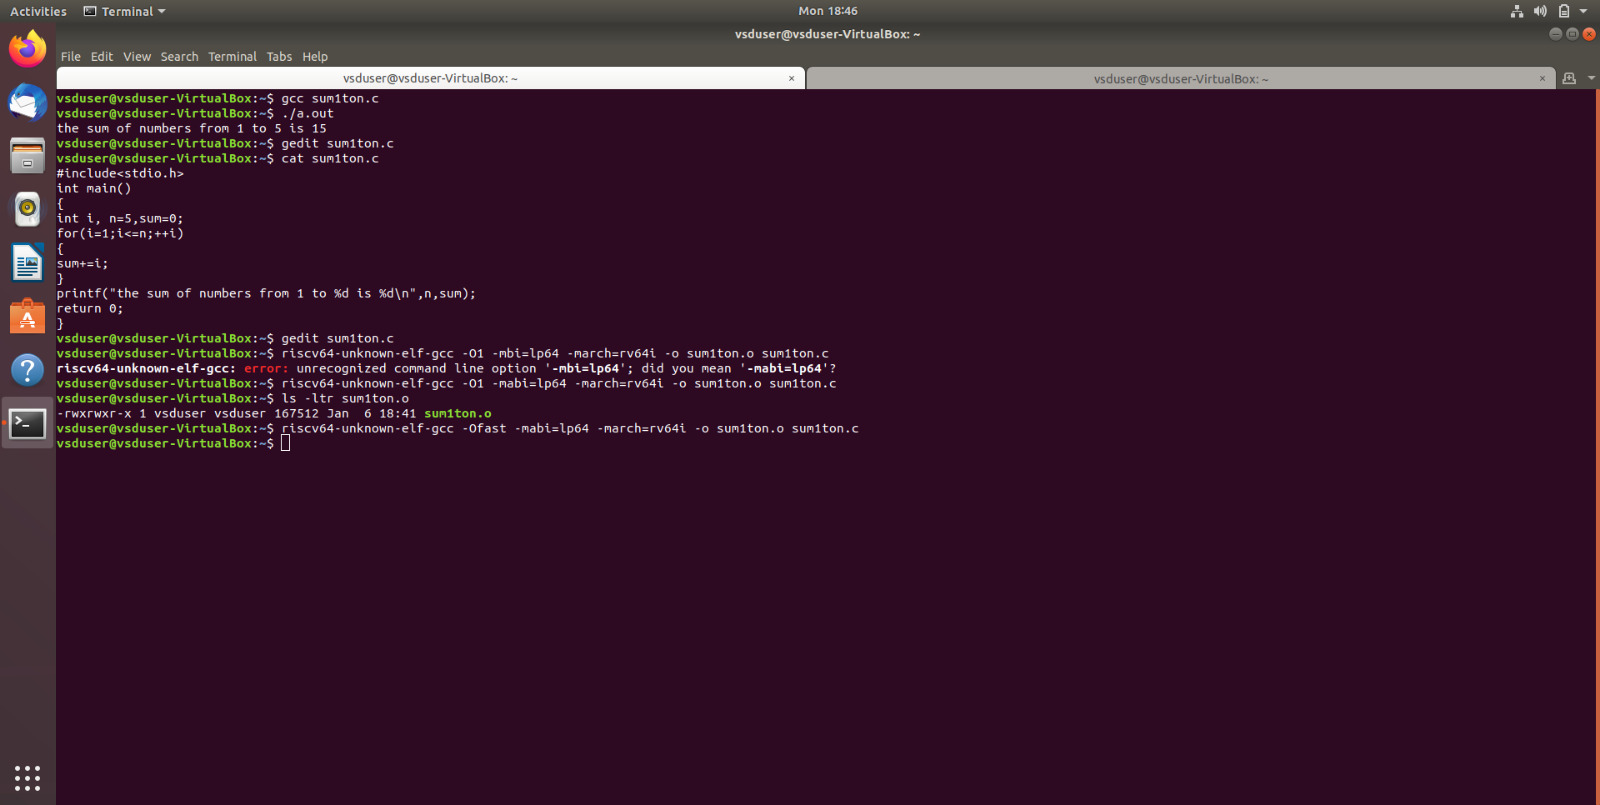 Activities Terminal Mon 18:46
vsduser@vsduser-VirtualBox: ~
File Edit View Search Terminal Tabs Help
vsduser@vsduser-VirtualBox: ~ × vsduser@vsduser-VirtualBox: ~ ×
vsduser@vsduser-VirtualBox:~$ gcc sum1ton.c
vsduser@vsduser-VirtualBox:~$ ./a.out
the sum of numbers from 1 to 5 is 15
vsduser@vsduser-VirtualBox:~$ gedit sum1ton.c
vsduser@vsduser-VirtualBox:~$ cat sum1ton.c
#include<stdio.h>
int main()
{
int i, n=5,sum=0;
for(i=1;i<=n;++i)
{
sum+=i;
}
printf("the sum of numbers from 1 to %d is %d\n",n,sum);
return 0;
}
vsduser@vsduser-VirtualBox:~$ gedit sum1ton.c
vsduser@vsduser-VirtualBox:~$ riscv64-unknown-elf-gcc -O1 -mbi=lp64 -march=rv64i -o sum1ton.o sum1ton.c
riscv64-unknown-elf-gcc: error: unrecognized command line option '-mbi=lp64'; did you mean '-mabi=lp64'?
vsduser@vsduser-VirtualBox:~$ riscv64-unknown-elf-gcc -O1 -mabi=lp64 -march=rv64i -o sum1ton.o sum1ton.c
vsduser@vsduser-VirtualBox:~$ ls -ltr sum1ton.o
-rwxrwxr-x 1 vsduser vsduser 167512 Jan  6 18:41 sum1ton.o
vsduser@vsduser-VirtualBox:~$ riscv64-unknown-elf-gcc -Ofast -mabi=lp64 -march=rv64i -o sum1ton.o sum1ton.c
vsduser@vsduser-VirtualBox:~$